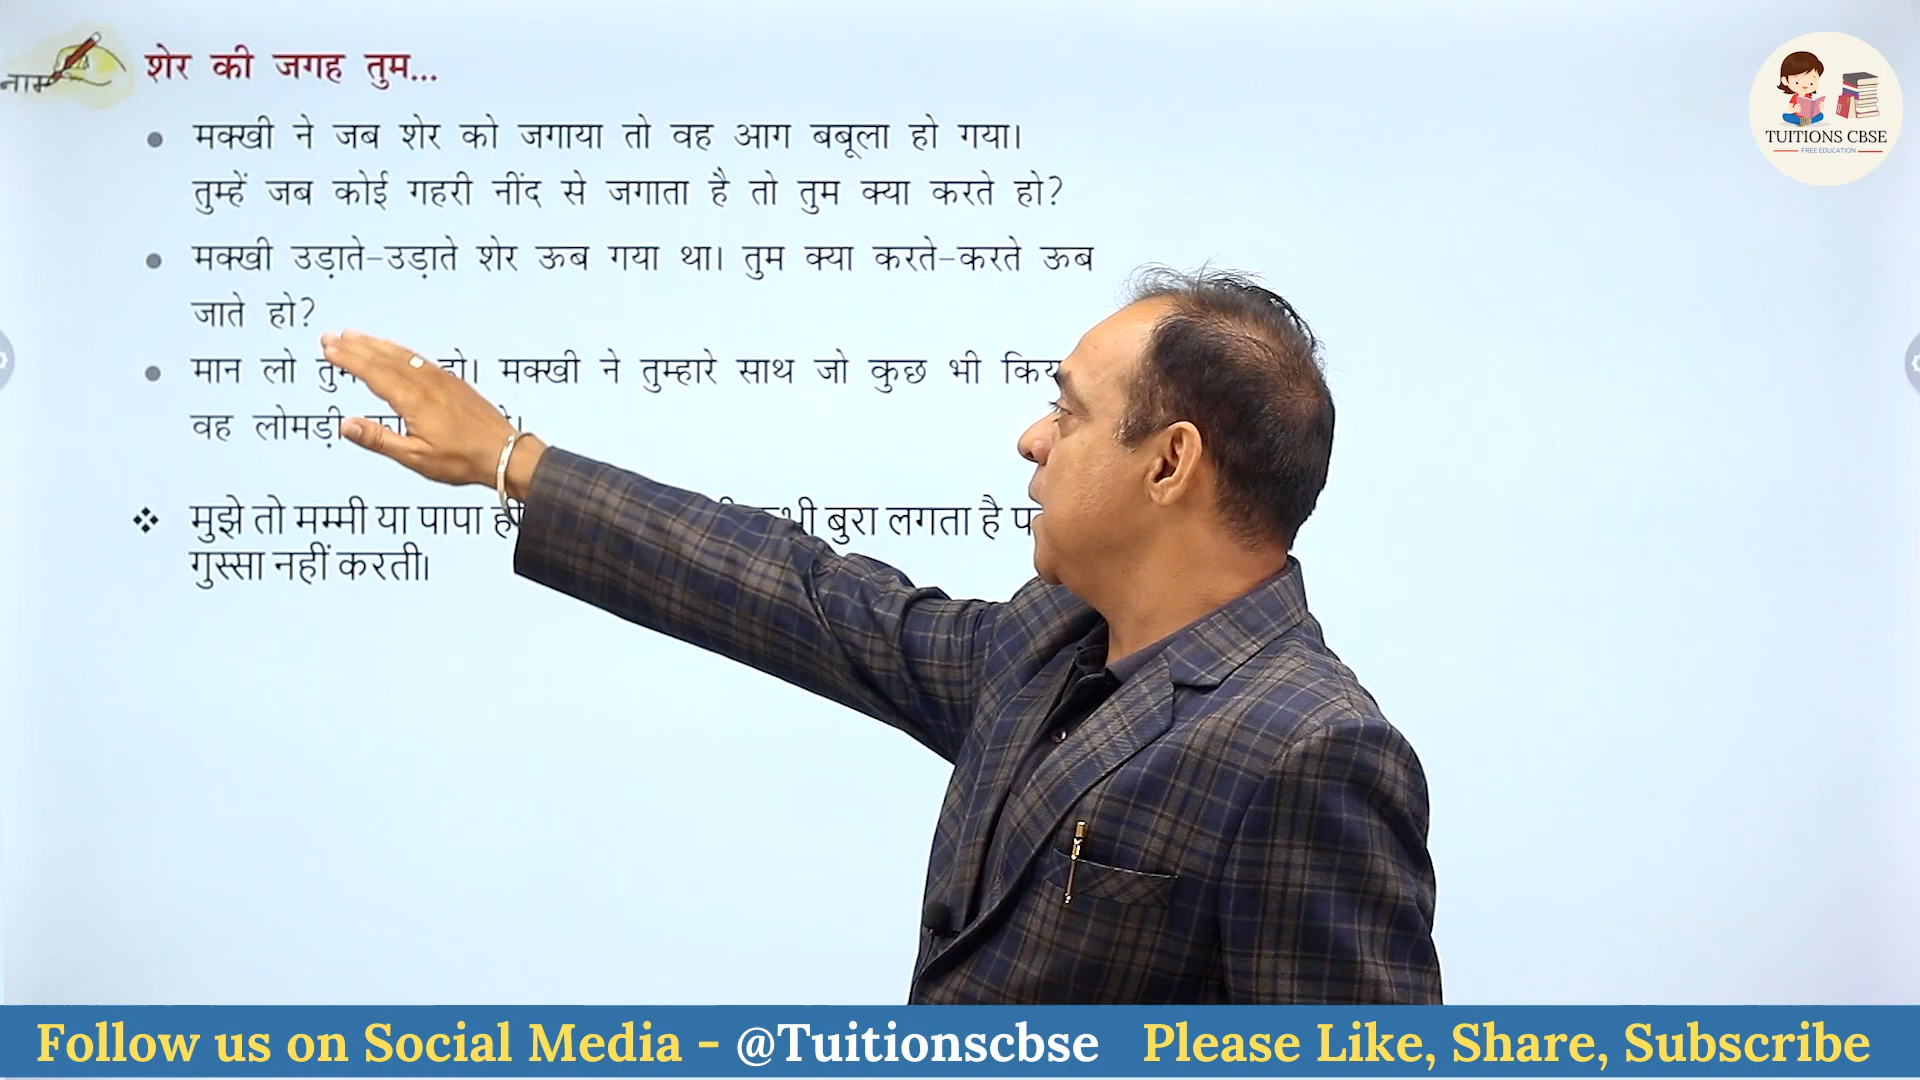 नाम
शेर की जगह तुम...
मक्खी ने जब शेर को जगाया तो वह आग बबूला हो गया।
तुम्हें जब कोई गहरी नींद से जगाता है तो तुम क्या करते हो?
मक्खी उड़ाते-उड़ाते शेर ऊब गया था। तुम क्या करते-करते ऊब
जाते हो?
मान लो हो। मक्खी ने तुम्हारे साथ जो कुछ भी
वह लोमड़ी
मुझे तो मम्मी या पापा बुरा लगता है
गुस्सा नहीं करती।
TUITIONS CBSE
FREE EDUCATION
Follow us on Social Media - @Tuitionscbse Please Like, Share, Subscribe